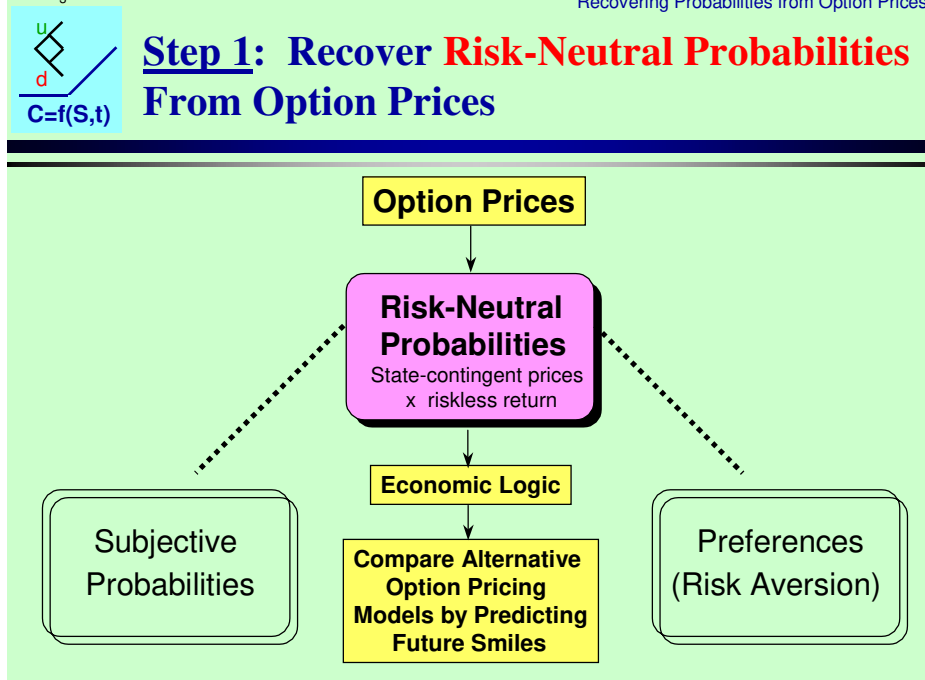 Recovering Probabilities from Option Prices
u
d
C=f(S,t)
Step 1: Recover Risk-Neutral Probabilities
From Option Prices
Option Prices
Risk-Neutral
Probabilities
State-contingent prices
x riskless return
Economic Logic
Subjective
Probabilities
Compare Alternative
Option Pricing
Models by Predicting
Future Smiles
Preferences
(Risk Aversion)